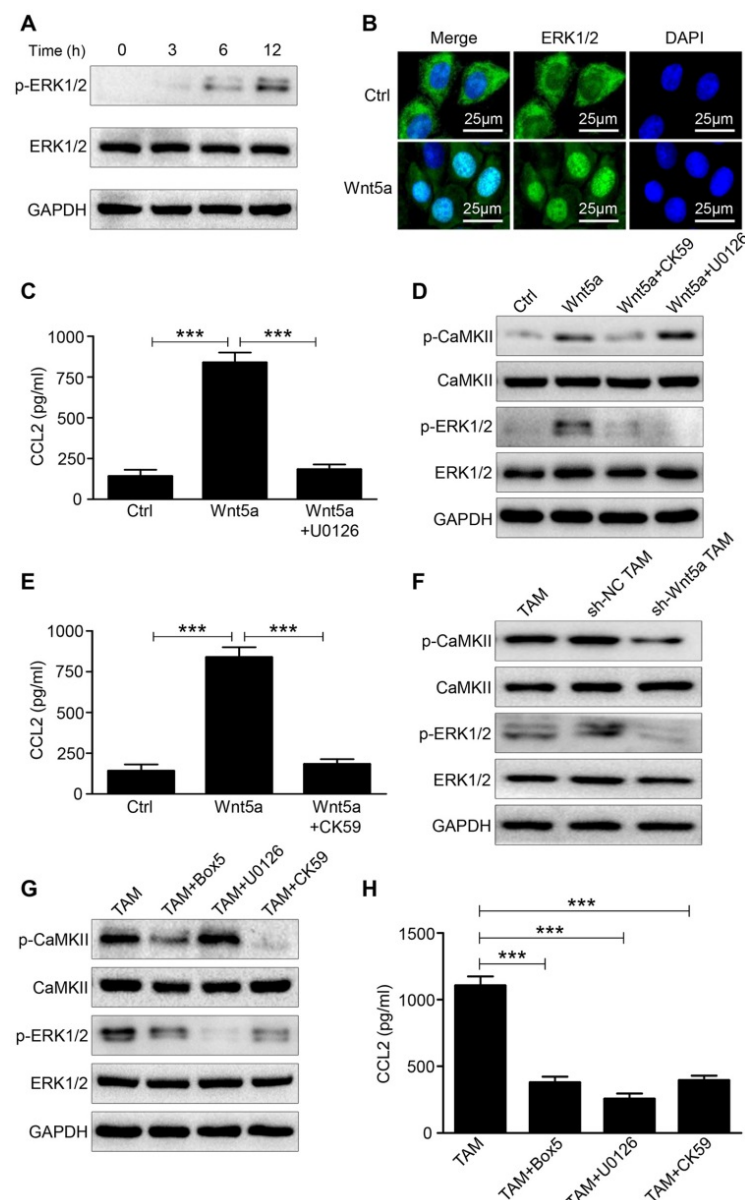 A
Time (h) 0 3 6 12
p-ERK1/2
ERK1/2
GAPDH
B
Merge ERK1/2 DAPI
Ctrl
25μm 25μm 25μm
Wnt5a
25μm 25μm 25μm
C
CCL2 (pg/ml)
1000
750
500
250
0
*** ***
Ctrl Wnt5a Wnt5a
+U0126
D
Ctrl Wnt5a Wnt5a+CK59 Wnt5a+U0126
p-CaMKII
CaMKII
p-ERK1/2
ERK1/2
GAPDH
E
CCL2 (pg/ml)
1000
750
500
250
0
*** ***
Ctrl Wnt5a Wnt5a
+CK59
F
TAM sh-NC TAM sh-Wnt5a TAM
p-CaMKII
CaMKII
p-ERK1/2
ERK1/2
GAPDH
G
TAM TAM+Box5 TAM+U0126 TAM+CK59
p-CaMKII
CaMKII
p-ERK1/2
ERK1/2
GAPDH
H
CCL2 (pg/ml)
1500
1000
500
0
***
***
***
TAM TAM+Box5 TAM+U0126 TAM+CK59